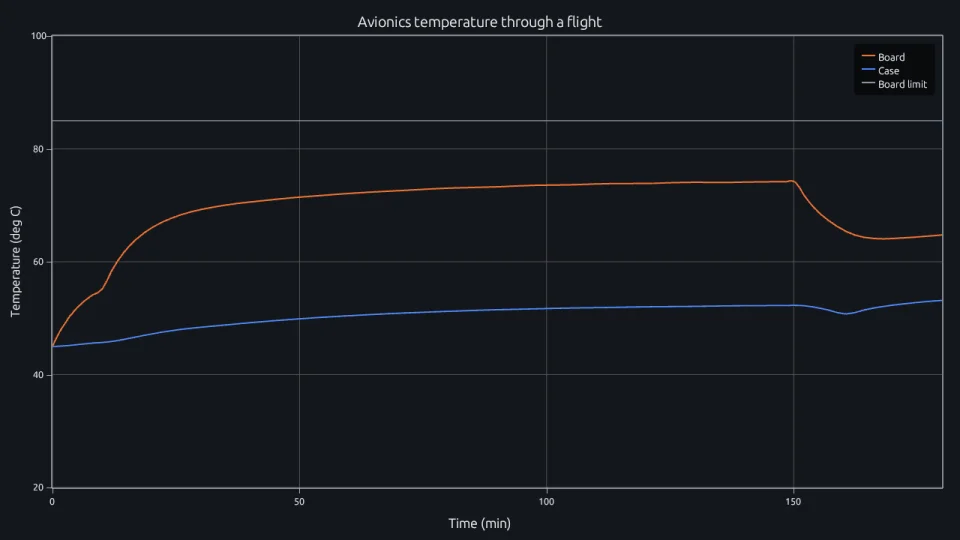 Avionics temperature through a flight
Board
Case
Board limit
100
80
60
40
20
Temperature (deg C)
0
50
100
150
Time (min)